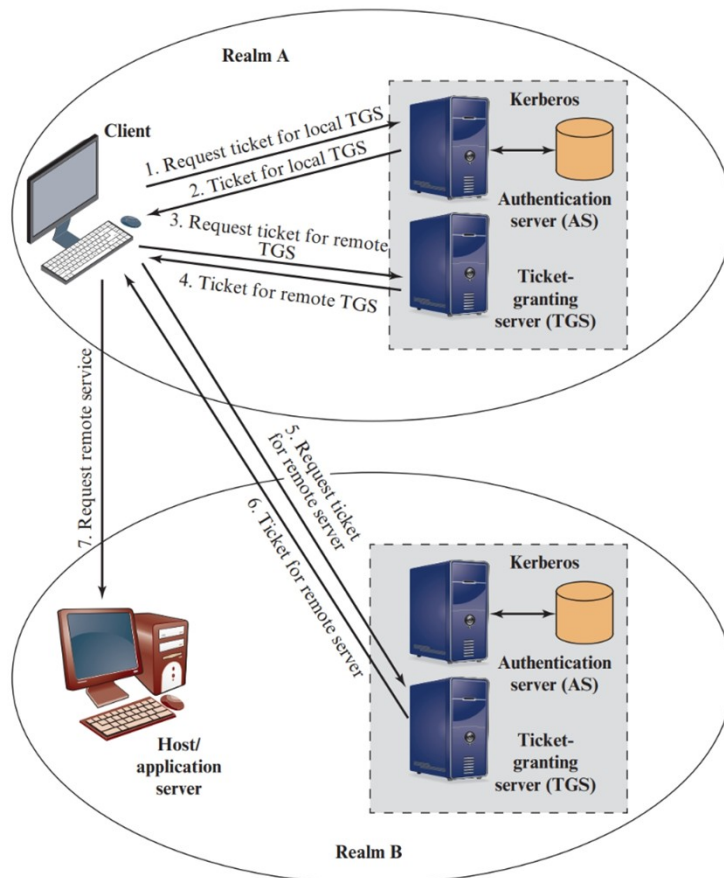 Realm A
Client
Kerberos
1. Request ticket for local TGS
2. Ticket for local TGS
Authentication
server (AS)
3. Request ticket for remote
TGS
4. Ticket for remote TGS
Ticket-
granting
server (TGS)
7. Request remote service
5. Request ticket
for remote server
6. Ticket for remote server
Kerberos
Authentication
server (AS)
Host/
application
server
Ticket-
granting
server (TGS)
Realm B